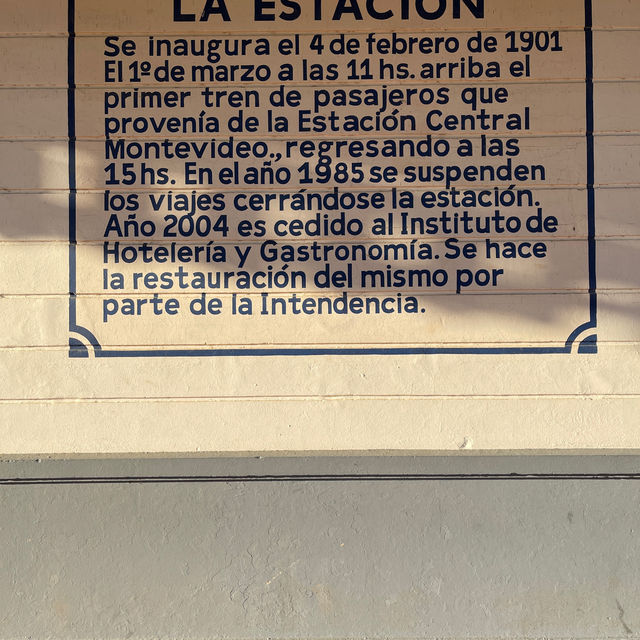 LA ESTACIÓN
Se inaugura el 4 de febrero de 1901
El 1º de marzo a las 11 hs. arriba el
primer tren de pasajeros que
provenía de la Estación Central
Montevideo., regresando a las
15 hs. En el año 1985 se suspenden
los viajes cerrándose la estación.
Año 2004 es cedido al Instituto de
Hotelería y Gastronomía. Se hace
la restauración del mismo por
parte de la Intendencia.